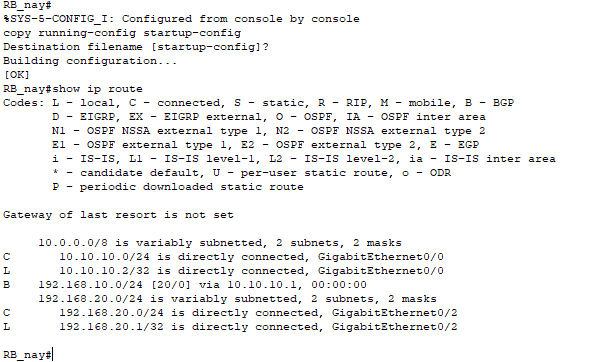 RB_nay#
%SYS-5-CONFIG_I: Configured from console by console
copy running-config startup-config
Destination filename [startup-config]?
Building configuration...
[OK]
RB_nay#show ip route
Codes: L - local, C - connected, S - static, R - RIP, M - mobile, B - BGP
       D - EIGRP, EX - EIGRP external, O - OSPF, IA - OSPF inter area
       N1 - OSPF NSSA external type 1, N2 - OSPF NSSA external type 2
       E1 - OSPF external type 1, E2 - OSPF external type 2, E - EGP
       i - IS-IS, L1 - IS-IS level-1, L2 - IS-IS level-2, ia - IS-IS inter area
       * - candidate default, U - per-user static route, o - ODR
       P - periodic downloaded static route

Gateway of last resort is not set

     10.0.0.0/8 is variably subnetted, 2 subnets, 2 masks
C       10.10.10.0/24 is directly connected, GigabitEthernet0/0
L       10.10.10.2/32 is directly connected, GigabitEthernet0/0
B    192.168.10.0/24 [20/0] via 10.10.10.1, 00:00:00
     192.168.20.0/24 is variably subnetted, 2 subnets, 2 masks
C       192.168.20.0/24 is directly connected, GigabitEthernet0/2
L       192.168.20.1/32 is directly connected, GigabitEthernet0/2

RB_nay#